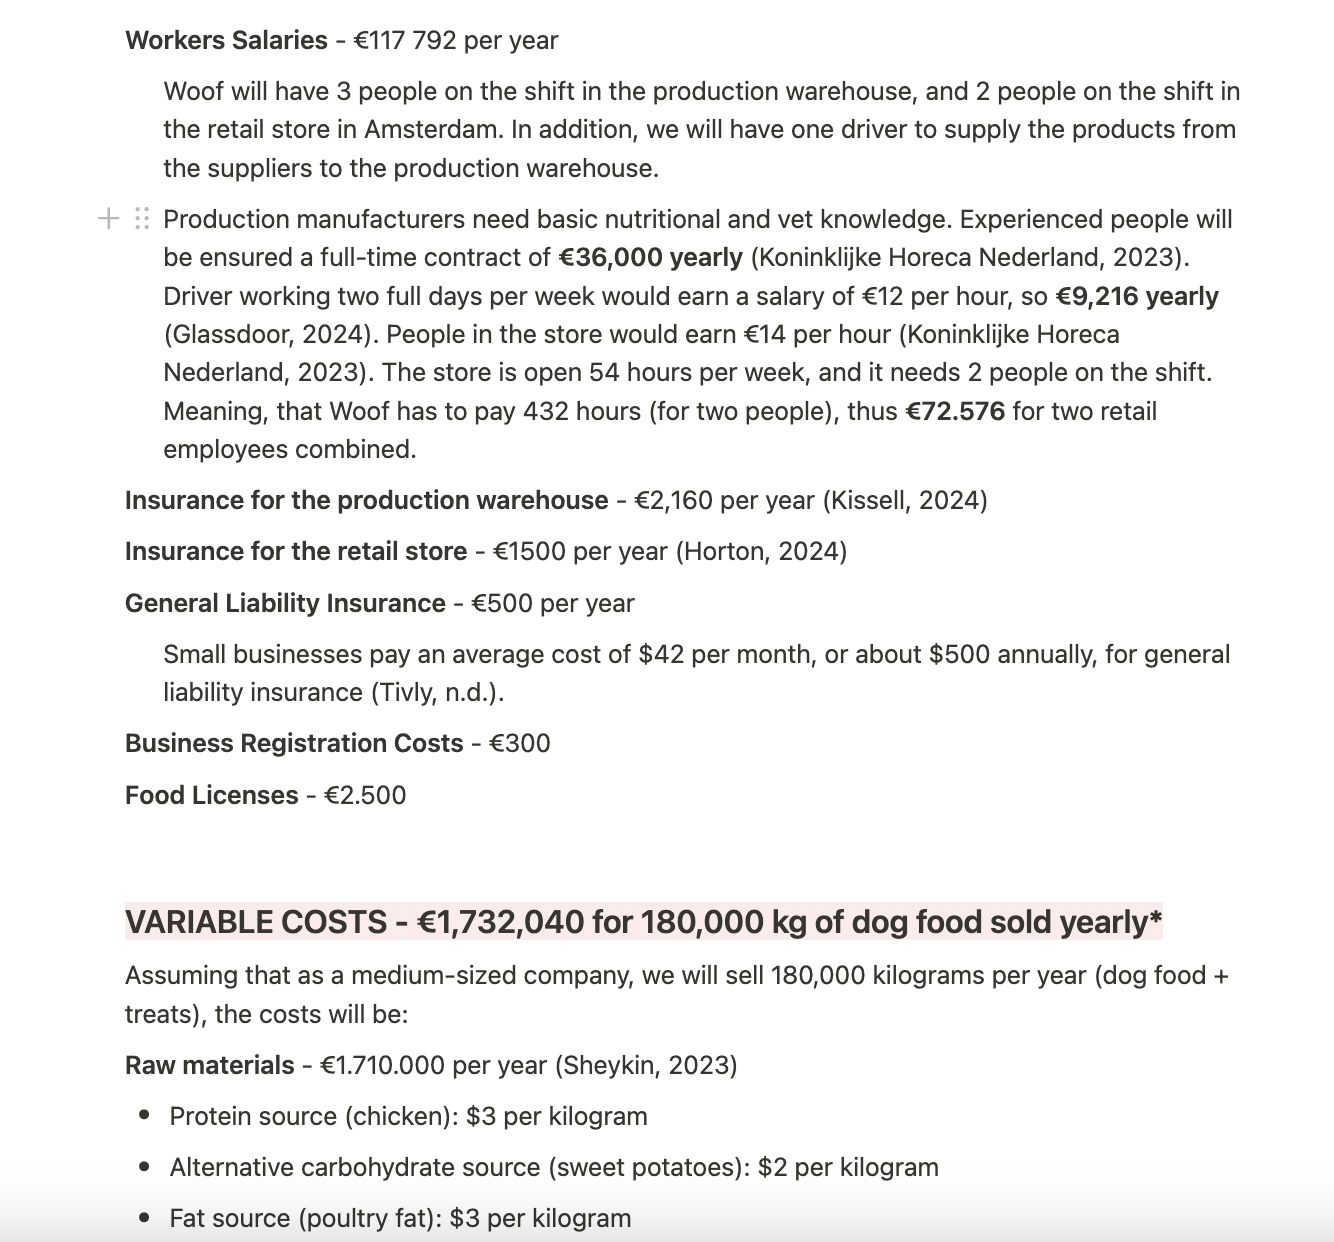 Workers Salaries - €117 792 per year
Woof will have 3 people on the shift in the production warehouse, and 2 people on the shift in
the retail store in Amsterdam. In addition, we will have one driver to supply the products from
the suppliers to the production warehouse.
Production manufacturers need basic nutritional and vet knowledge. Experienced people will
be ensured a full-time contract of €36,000 yearly (Koninklijke Horeca Nederland, 2023).
Driver working two full days per week would earn a salary of €12 per hour, so €9,216 yearly
(Glassdoor, 2024). People in the store would earn €14 per hour (Koninklijke Horeca
Nederland, 2023). The store is open 54 hours per week, and it needs 2 people on the shift.
Meaning, that Woof has to pay 432 hours (for two people), thus €72.576 for two retail
employees combined.
Insurance for the production warehouse - €2,160 per year (Kissell, 2024)
Insurance for the retail store - €1500 per year (Horton, 2024)
General Liability Insurance - €500 per year
Small businesses pay an average cost of $42 per month, or about $500 annually, for general
liability insurance (Tivly, n.d.).
Business Registration Costs - €300
Food Licenses - €2.500
VARIABLE COSTS - €1,732,040 for 180,000 kg of dog food sold yearly*
Assuming that as a medium-sized company, we will sell 180,000 kilograms per year (dog food +
treats), the costs will be:
Raw materials - €1.710.000 per year (Sheykin, 2023)
• Protein source (chicken): $3 per kilogram
• Alternative carbohydrate source (sweet potatoes): $2 per kilogram
• Fat source (poultry fat): $3 per kilogram